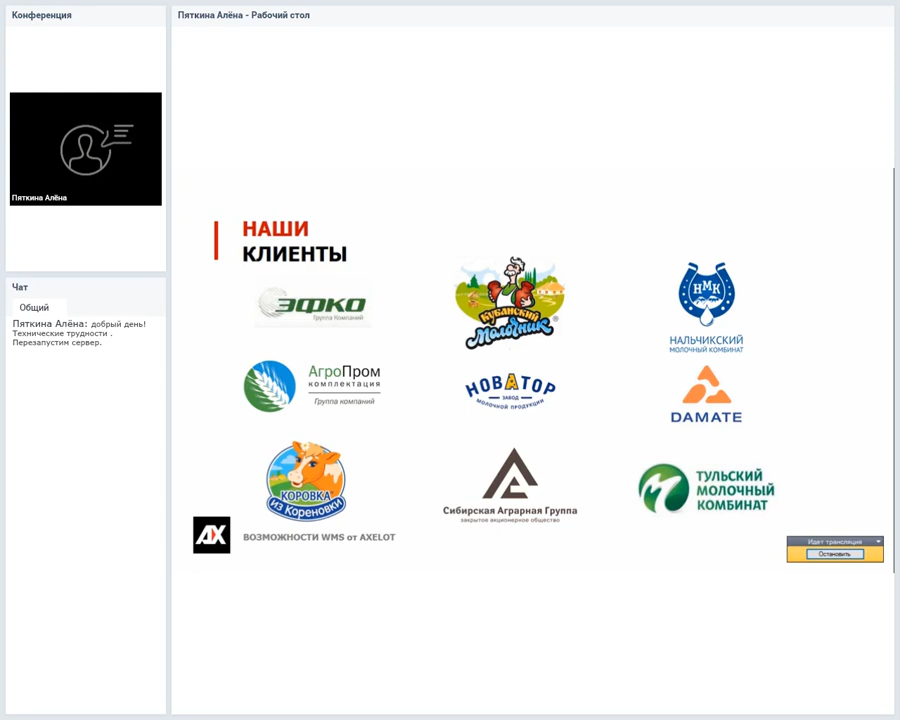 Конференция
Пяткина Алёна
Чат
Общий
Пяткина Алёна: добрый день!
Технические трудности .
Перезапустим сервер.
Пяткина Алёна - Рабочий стол
НАШИ
КЛИЕНТЫ
ЭФКО
Группа Компаний
КУБАНСКИЙ
Молочник
НМК
НАЛЬЧИКСКИЙ
МОЛОЧНЫЙ КОМБИНАТ
АгроПром
комплектация
Группа компаний
НОВАТОР
ЗАВОД
МОЛОЧНОЙ ПРОДУКЦИИ
DAMATE
КОРОВКА
ИЗ КОРЕНОВКИ
Сибирская Аграрная Группа
закрытое акционерное общество
ТУЛЬСКИЙ
МОЛОЧНЫЙ
КОМБИНАТ
AX
ВОЗМОЖНОСТИ WMS от AXELOT
Идет трансляция
Остановить